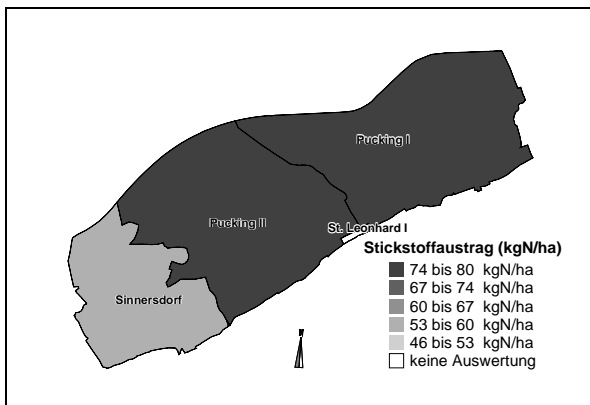 Pucking I
Pucking II
St. Leonhard I
Sinnersdorf
Stickstoffaustrag (kgN/ha)
74 bis 80 kgN/ha
67 bis 74 kgN/ha
60 bis 67 kgN/ha
53 bis 60 kgN/ha
46 bis 53 kgN/ha
keine Auswertung